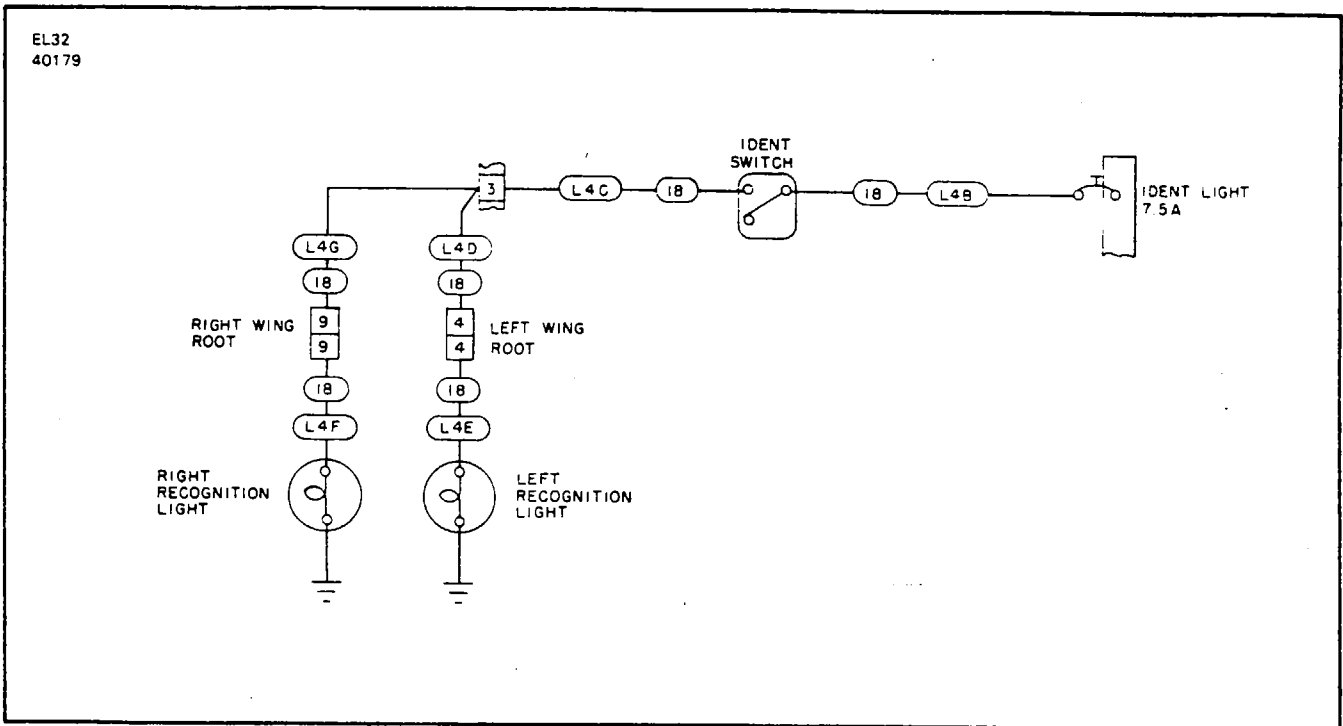 EL32
40179
IDENT
SWITCH
3
L4C
18
18
L4B
IDENT LIGHT
7.5A
L4G
L4D
18
18
RIGHT WING
ROOT
9
9
4
4
LEFT WING
ROOT
18
18
L4F
L4E
RIGHT
RECOGNITION
LIGHT
LEFT
RECOGNITION
LIGHT